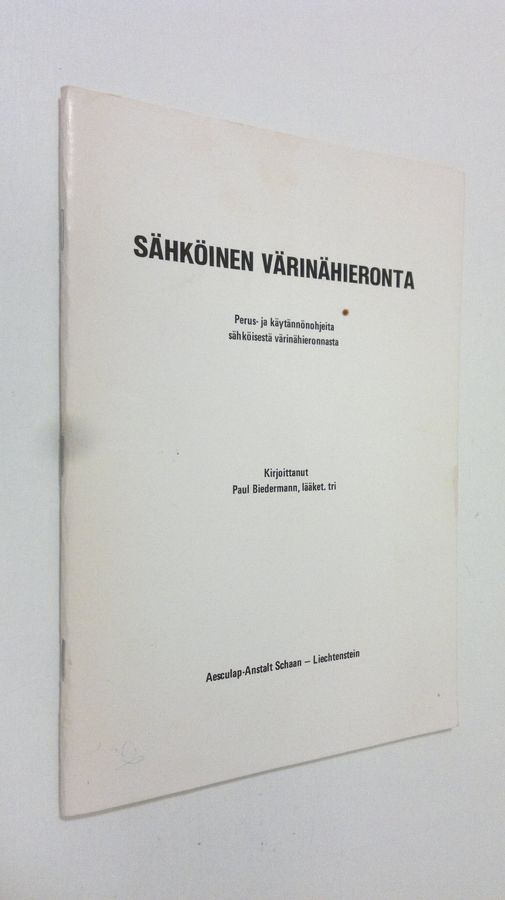 SÄHKÖINEN VÄRINÄHIERONTA
Perus- ja käytännönohjeita
sähköisestä värinähieronnasta
Kirjoittanut
Paul Biedermann, lääket. tri
Aesculap-Anstalt Schaan – Liechtenstein